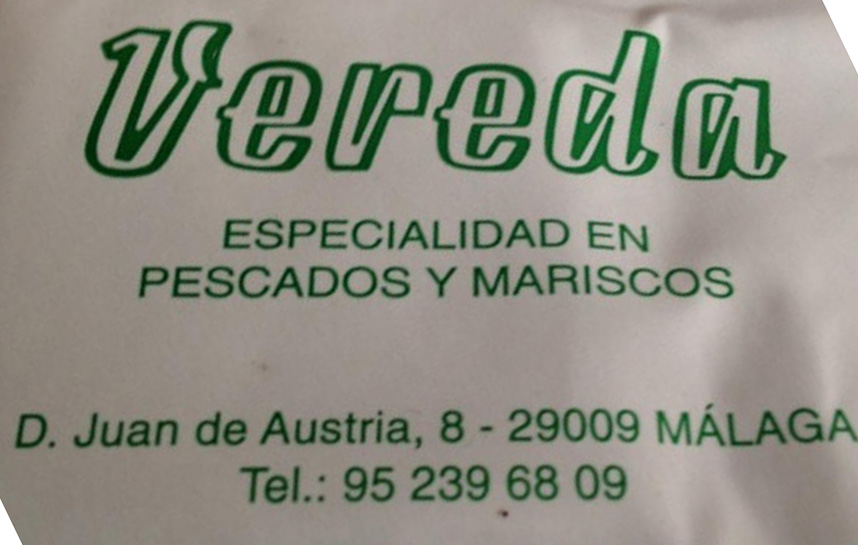 Vereda
ESPECIALIDAD EN
PESCADOS Y MARISCOS
D. Juan de Austria, 8 - 29009 MÁLAGA
Tel.: 95 239 68 09